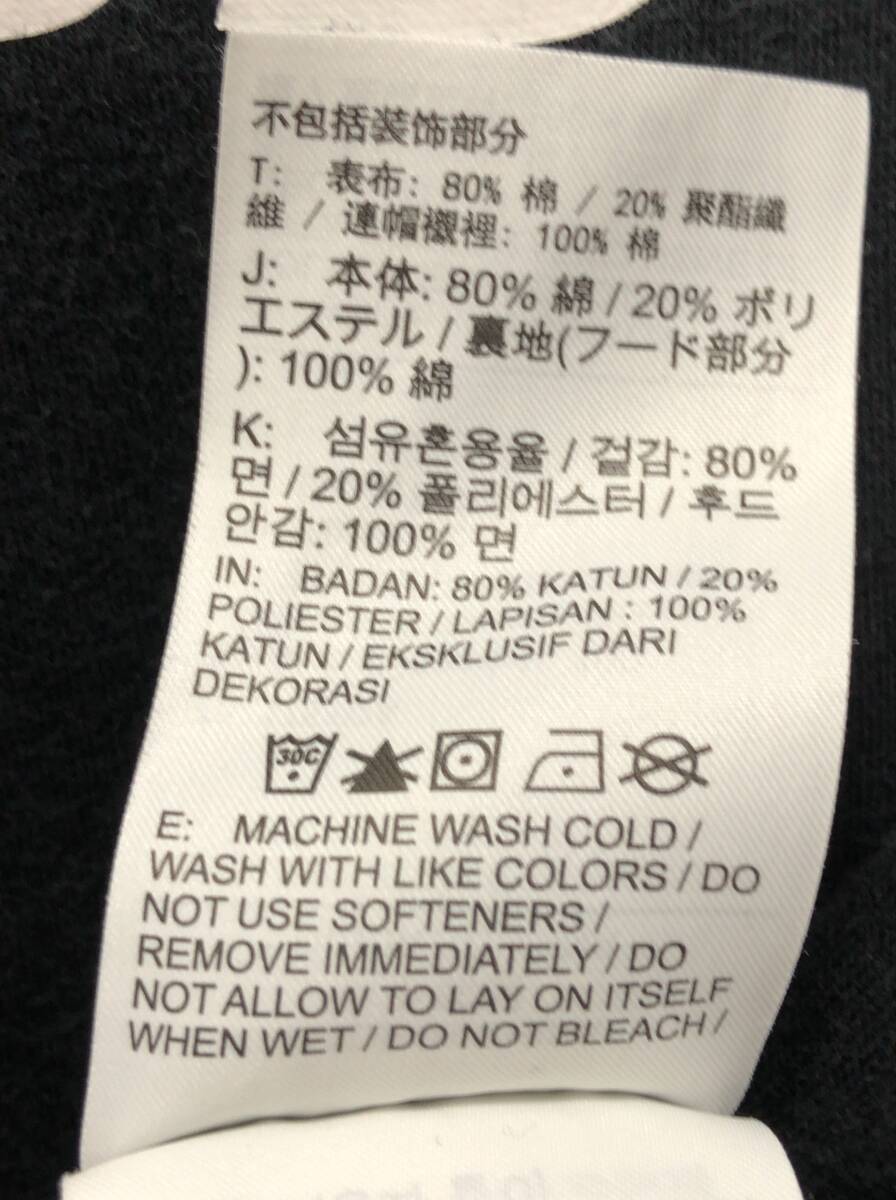 不包括装饰部分
T: 表布: 80% 棉 / 20% 聚酯纖
維 / 連帽襯裡: 100% 棉
J: 本体: 80% 綿 / 20% ポリ
エステル / 裏地(フード部分
): 100% 綿
K: 섬유혼용율 / 겉감: 80%
면 / 20% 폴리에스터 / 후드
안감: 100% 면
IN: BADAN: 80% KATUN / 20%
POLIESTER / LAPISAN : 100%
KATUN / EKSKLUSIF DARI
DEKORASI
30C
E: MACHINE WASH COLD /
WASH WITH LIKE COLORS / DO
NOT USE SOFTENERS /
REMOVE IMMEDIATELY / DO
NOT ALLOW TO LAY ON ITSELF
WHEN WET / DO NOT BLEACH /